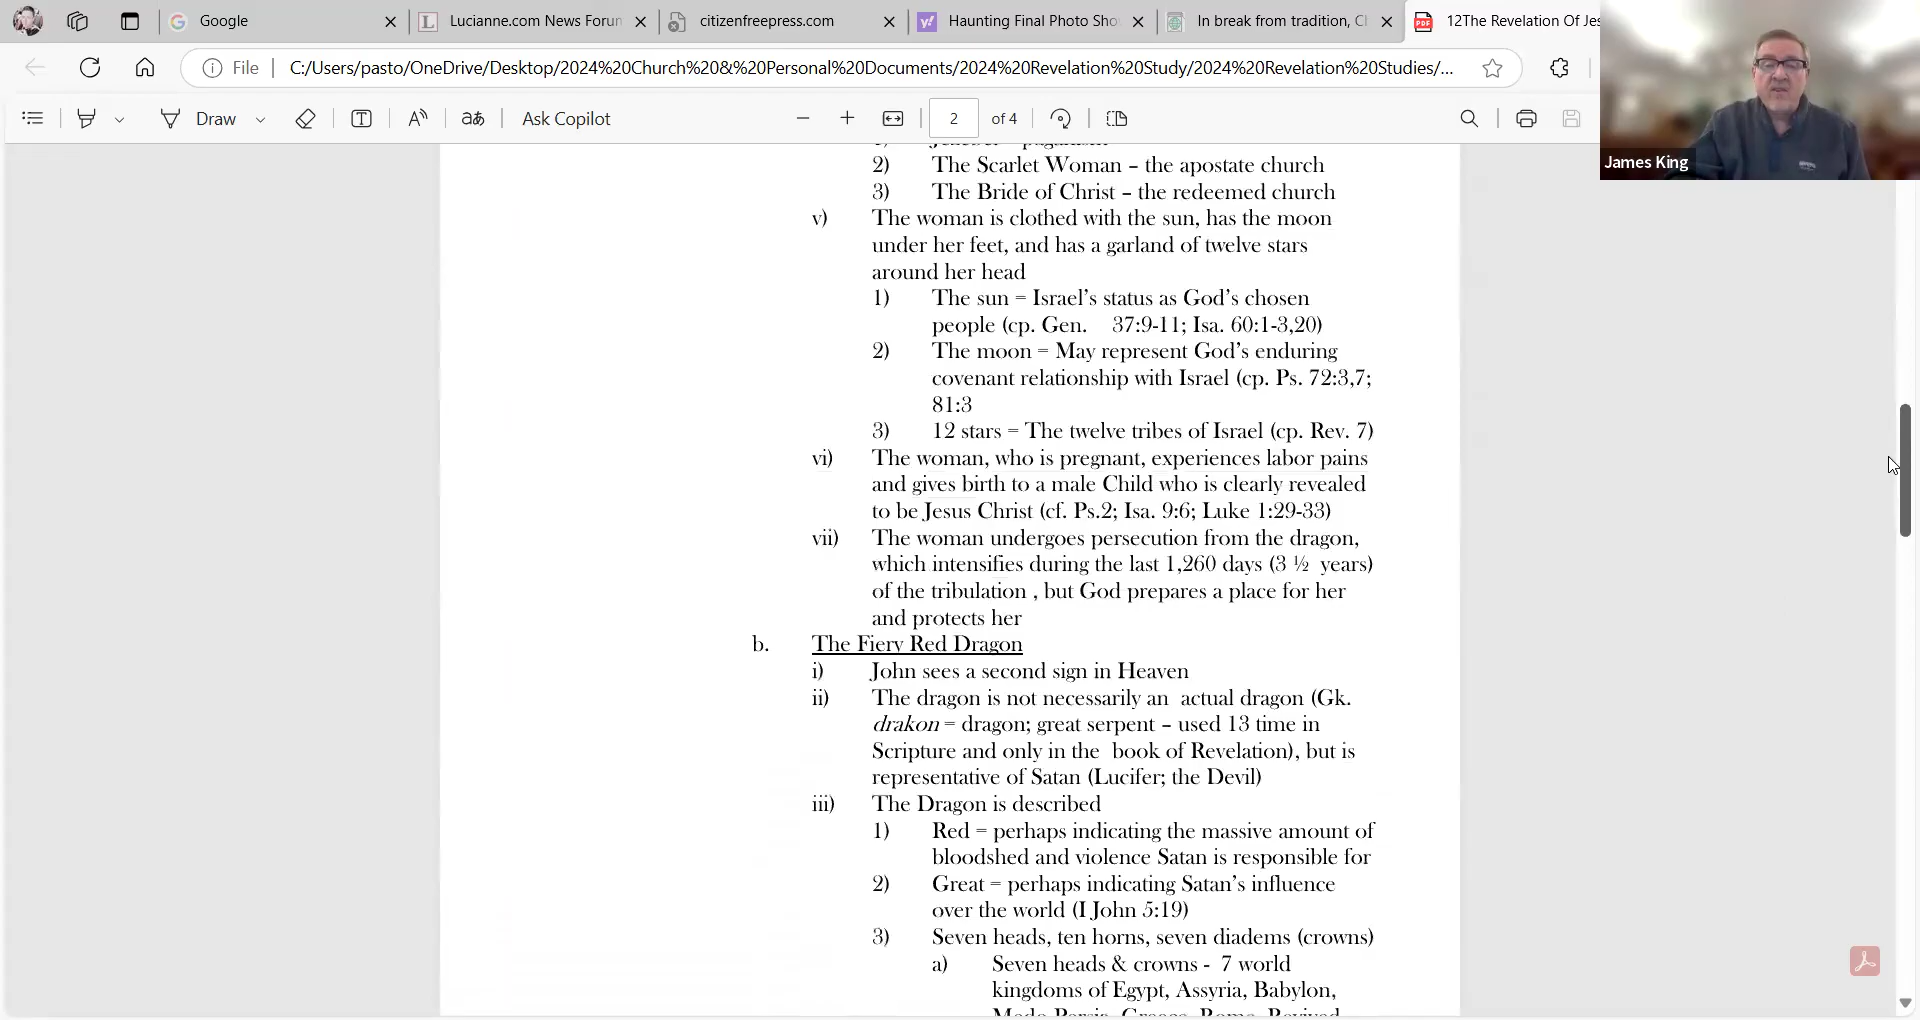 Google
Lucianne.com News Forun
citizenfreepress.com
Haunting Final Photo Sho
In break from tradition, Cl
PDF
12The Revelation Of Jes
File
C:/Users/pasto/OneDrive/Desktop/2024%20Church%20&%20Personal%20Documents/2024%20Revelation%20Study/2024%20Revelation%20Studies/...
Draw
Ask Copilot
2 of 4
James King
2) The Scarlet Woman – the apostate church
3) The Bride of Christ – the redeemed church
v) The woman is clothed with the sun, has the moon
under her feet, and has a garland of twelve stars
around her head
1) The sun = Israel’s status as God’s chosen
people (cp. Gen. 37:9-11; Isa. 60:1-3,20)
2) The moon = May represent God’s enduring
covenant relationship with Israel (cp. Ps. 72:3,7;
81:3
3) 12 stars = The twelve tribes of Israel (cp. Rev. 7)
vi) The woman, who is pregnant, experiences labor pains
and gives birth to a male Child who is clearly revealed
to be Jesus Christ (cf. Ps.2; Isa. 9:6; Luke 1:29-33)
vii) The woman undergoes persecution from the dragon,
which intensifies during the last 1,260 days (3 ½ years)
of the tribulation , but God prepares a place for her
and protects her
b. The Fiery Red Dragon
i) John sees a second sign in Heaven
ii) The dragon is not necessarily an actual dragon (Gk.
drakon = dragon; great serpent – used 13 time in
Scripture and only in the book of Revelation), but is
representative of Satan (Lucifer; the Devil)
iii) The Dragon is described
1) Red = perhaps indicating the massive amount of
bloodshed and violence Satan is responsible for
2) Great = perhaps indicating Satan’s influence
over the world (I John 5:19)
3) Seven heads, ten horns, seven diadems (crowns)
a) Seven heads & crowns - 7 world
kingdoms of Egypt, Assyria, Babylon,